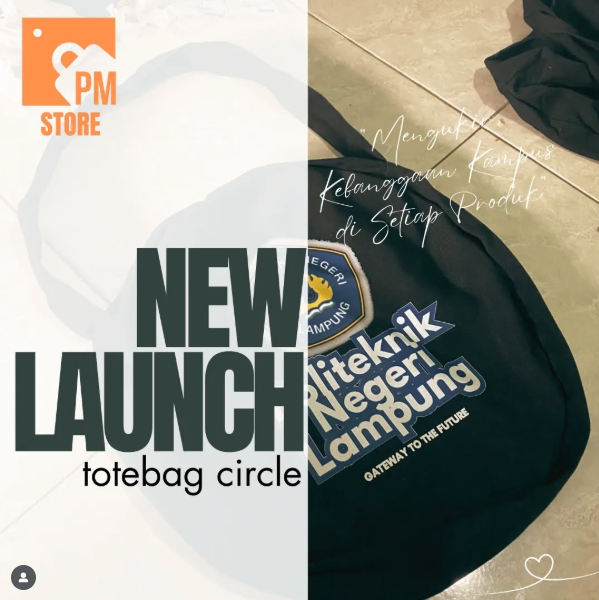 PM
STORE
"Mengukir
Kebanggaan Kampus
di Setiap Produk"
NEW
LAUNCH
totebag circle
NEGERI
LAMPUNG
Politeknik
Negeri
Lampung
GATEWAY TO THE FUTURE